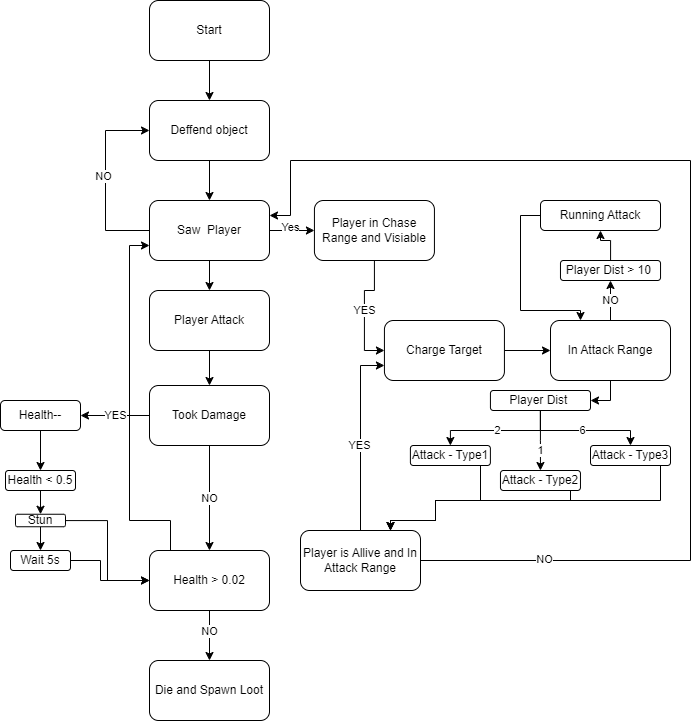 Start
Deffend object
NO
Saw  Player
Yes
Player in Chase
Range and Visiable
Running Attack
Player Dist > 10
NO
Player Attack
YES
Charge Target
In Attack Range
Player Dist
Took Damage
YES
Health--
2
1
6
YES
Attack - Type1
Attack - Type2
Attack - Type3
Health < 0.5
NO
Stun
Wait 5s
Player is Allive and In
Attack Range
NO
Health > 0.02
NO
Die and Spawn Loot